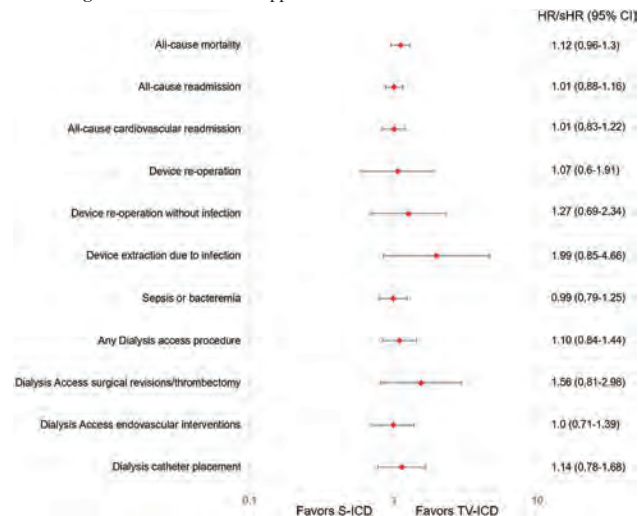 HR/sHR (95% CI)
All-cause mortality 1.12 (0.96-1.3)
All-cause readmission 1.01 (0.88-1.16)
All-cause cardiovascular readmission 1.01 (0.83-1.22)
Device re-operation 1.07 (0.6-1.91)
Device re-operation without infection 1.27 (0.69-2.34)
Device extraction due to infection 1.99 (0.85-4.66)
Sepsis or bacteremia 0.99 (0.79-1.25)
Any Dialysis access procedure 1.10 (0.84-1.44)
Dialysis Access surgical revisions/thrombectomy 1.56 (0.81-2.98)
Dialysis Access endovascular interventions 1.0 (0.71-1.39)
Dialysis catheter placement 1.14 (0.78-1.68)
0.1 1 10
Favors S-ICD Favors TV-ICD